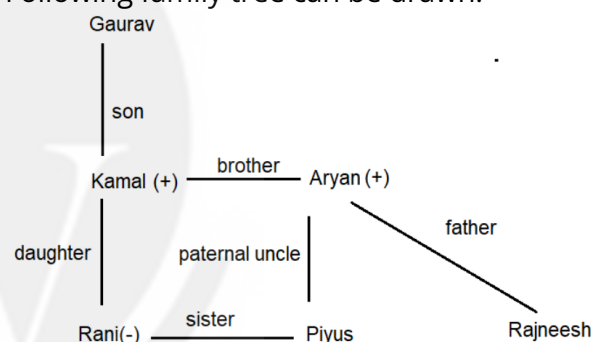 Following family tree can be drawn:
Gaurav
son
Kamal (+) brother Aryan (+)
father
daughter paternal uncle
Rani(-) sister Piyus Rajneesh